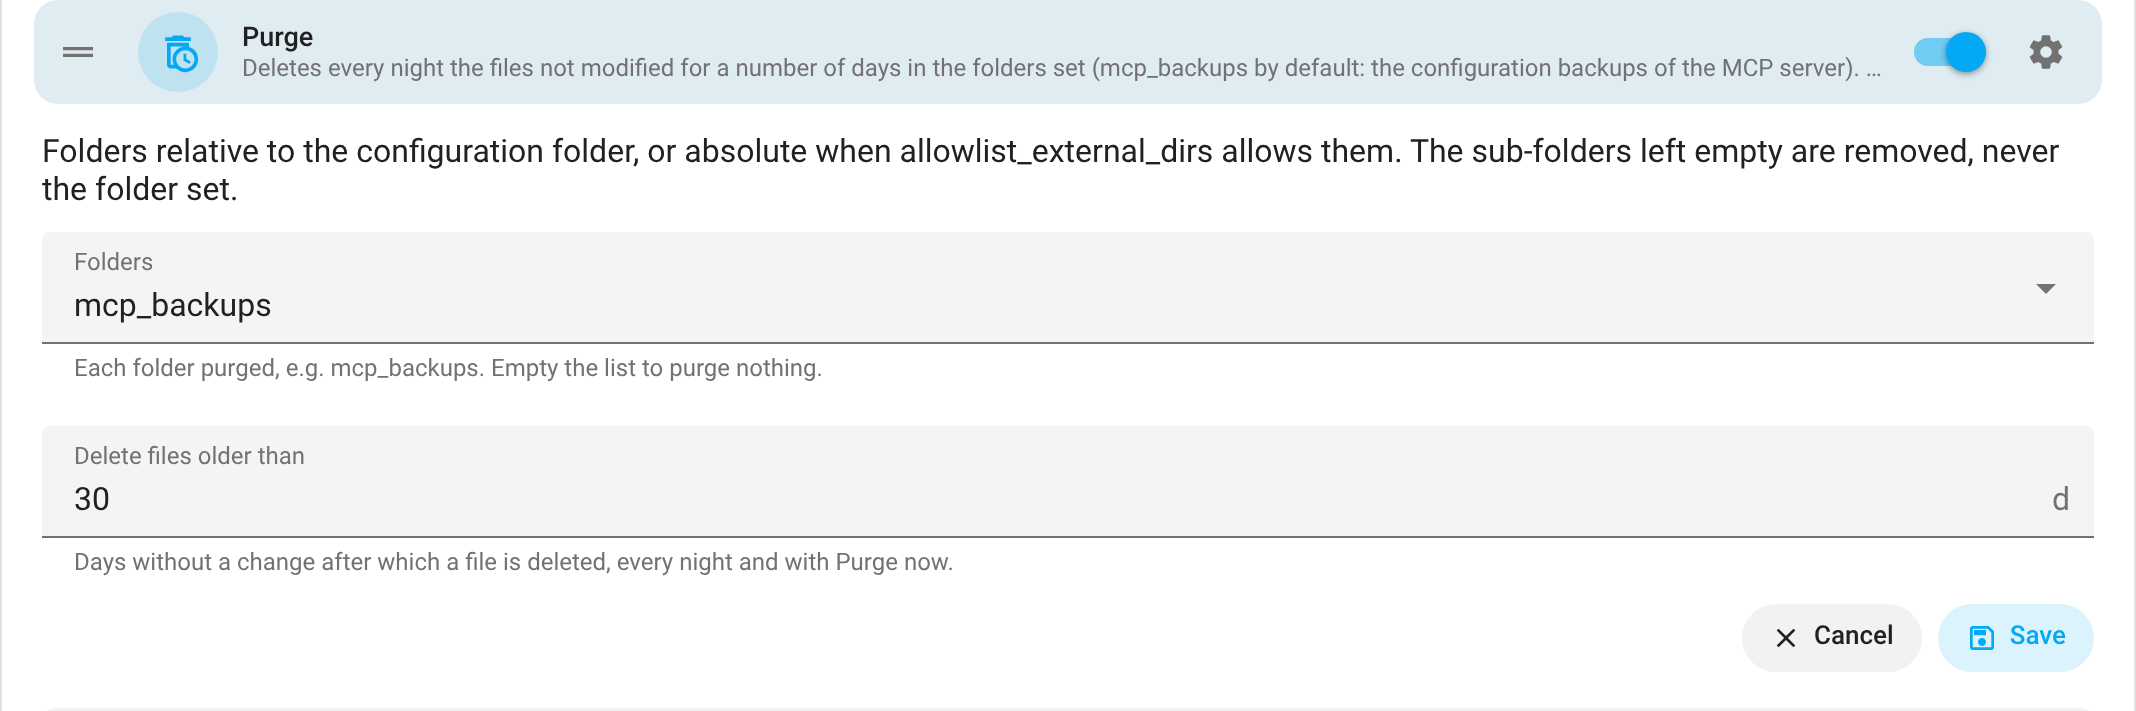 Purge
Deletes every night the files not modified for a number of days in the folders set (mcp_backups by default: the configuration backups of the MCP server). ...
Folders relative to the configuration folder, or absolute when allowlist_external_dirs allows them. The sub-folders left empty are removed, never
the folder set.
Folders
mcp_backups
Each folder purged, e.g. mcp_backups. Empty the list to purge nothing.
Delete files older than
30
d
Days without a change after which a file is deleted, every night and with Purge now.
Cancel
Save